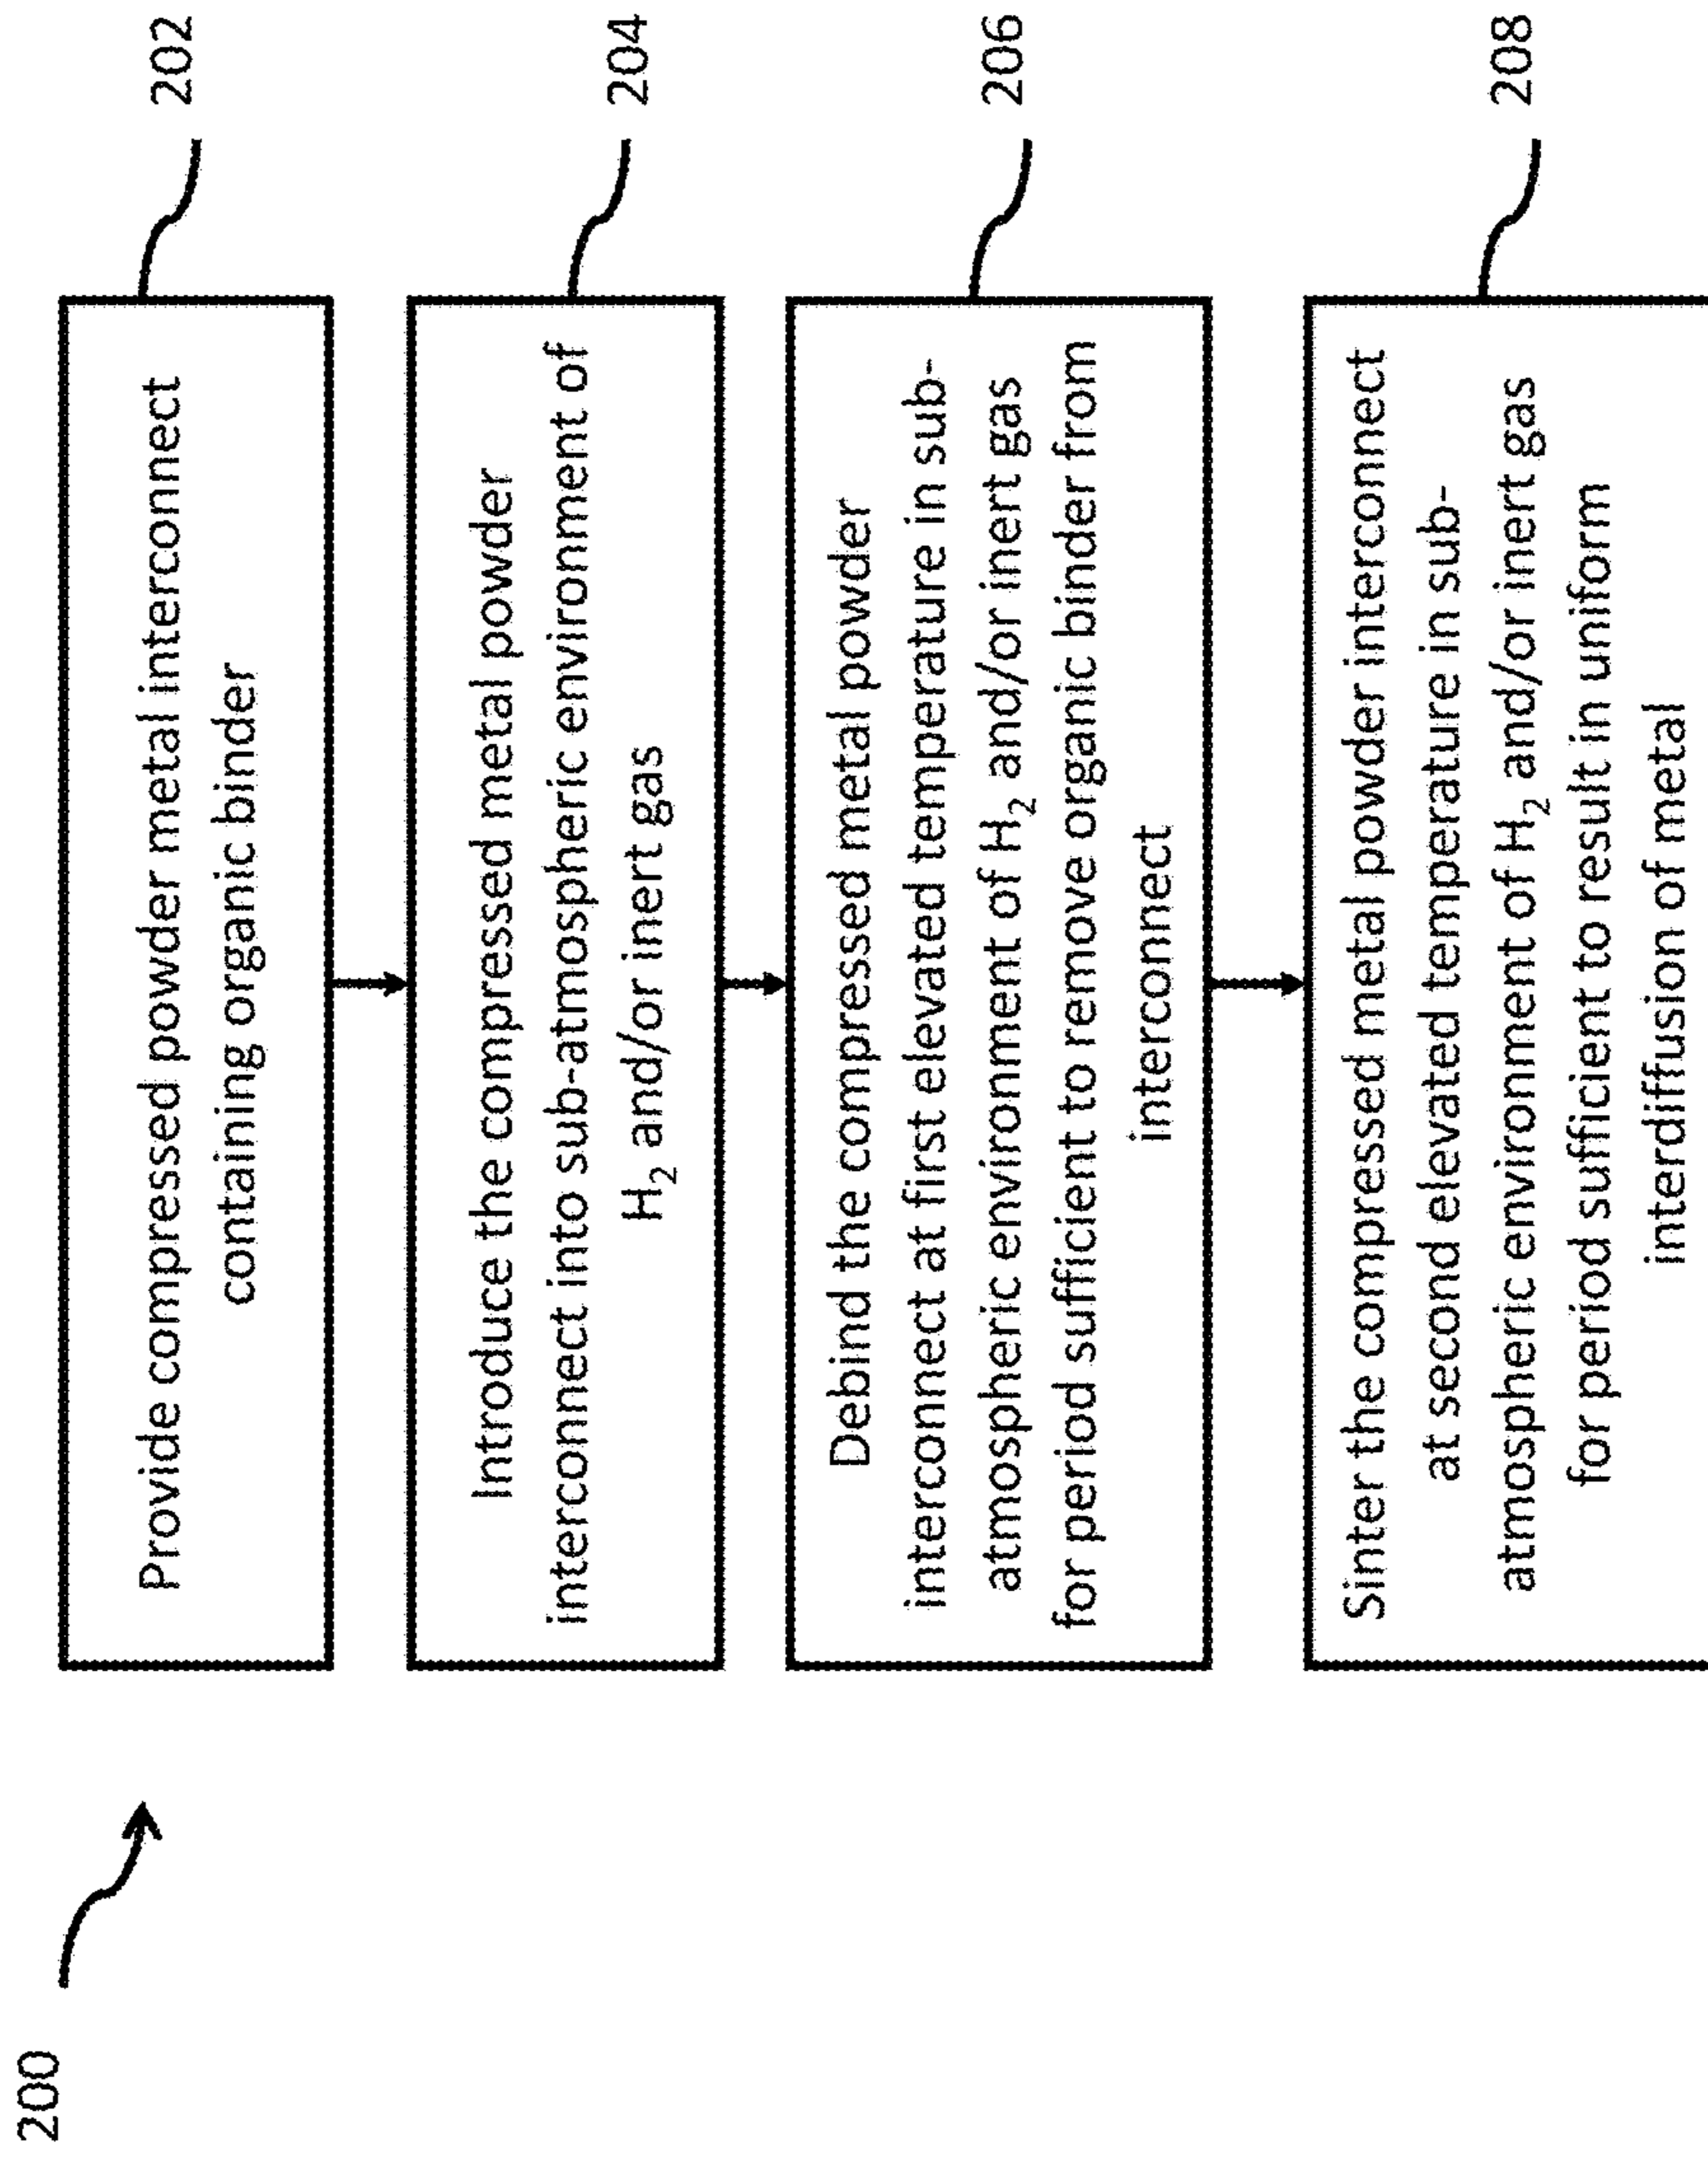 200
Provide compressed powder metal interconnect
containing organic binder
202
Introduce the compressed metal powder
interconnect into sub-atmospheric environment of
H₂ and/or inert gas
204
Debind the compressed metal powder
interconnect at first elevated temperature in sub-
atmospheric environment of H₂ and/or inert gas
for period sufficient to remove organic binder from
interconnect
206
Sinter the compressed metal powder interconnect
at second elevated temperature in sub-
atmospheric environment of H₂ and/or inert gas
for period sufficient to result in uniform
interdiffusion of metal
208